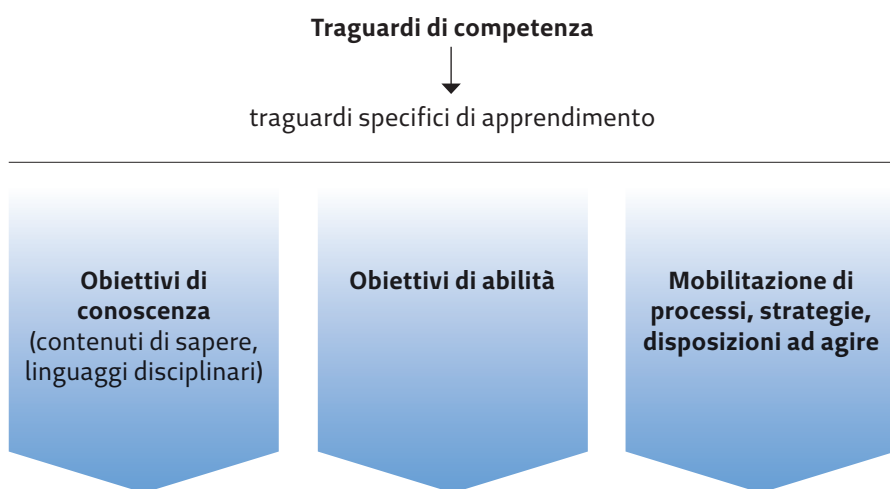 Traguardi di competenza
traguardi specifici di apprendimento
Obiettivi di
conoscenza
(contenuti di sapere,
linguaggi disciplinari)
Obiettivi di abilità
Mobilitazione di
processi, strategie,
disposizioni ad agire